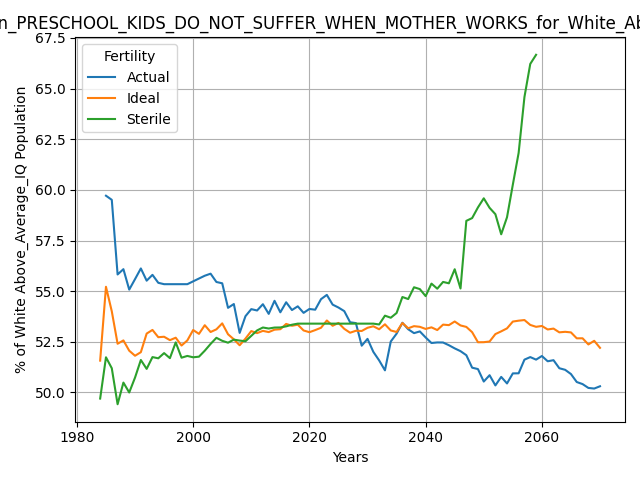 n_PRESCHOOL_KIDS_DO_NOT_SUFFER_WHEN_MOTHER_WORKS_for_White_Ab
67.5
65.0
62.5
60.0
57.5
55.0
52.5
50.0
% of White Above_Average_IQ Population
Fertility
Actual
Ideal
Sterile
1980
2000
2020
2040
2060
Years